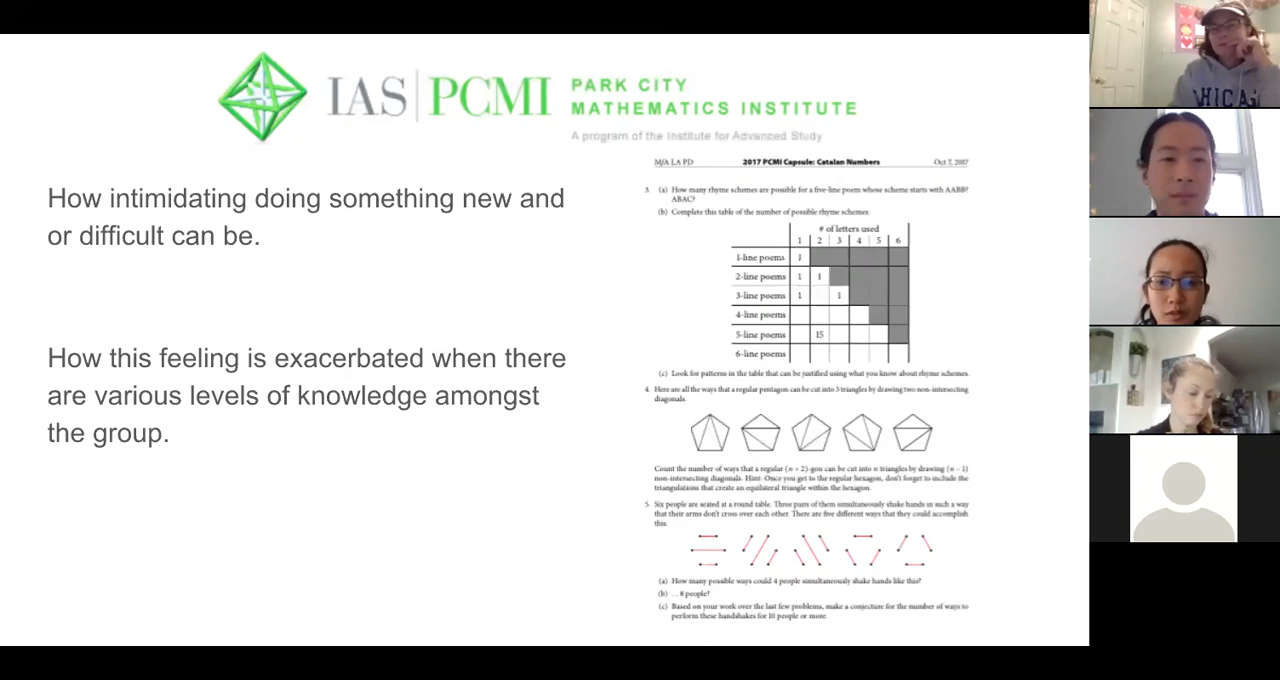 IAS | PCMI PARK CITY
MATHEMATICS INSTITUTE
A program of the Institute for Advanced Study
How intimidating doing something new and
or difficult can be.
How this feeling is exacerbated when there
are various levels of knowledge amongst
the group.
M/A LA PD 2017 PCMI Capsule: Catalan Numbers Oct 7, 2017
3. (a) How many rhyme schemes are possible for a five-line poem whose scheme starts with AABB?
ABAC?
(b) Complete this table of the number of possible rhyme schemes:
# of letters used
1 2 3 4 5 6
1-line poems 1
2-line poems 1 1
3-line poems 1 1
4-line poems
5-line poems 15
6-line poems
(c) Look for patterns in the table that can be justified using what you know about rhyme schemes.
4. Here are all the ways that a regular pentagon can be cut into 3 triangles by drawing two non-intersecting
diagonals.
Count the number of ways that a regular (n + 2)-gon can be cut into n triangles by drawing (n − 1)
non-intersecting diagonals. Hint: Once you get to the regular hexagon, don't forget to include the
triangulations that create an equilateral triangle within the hexagon.
5. Six people are seated at a round table. Three pairs of them simultaneously shake hands in such a way
that their arms don't cross over each other. There are five different ways that they could accomplish
this.
(a) How many possible ways could 4 people simultaneously shake hands like this?
(b) ... 8 people?
(c) Based on your work over the last few problems, make a conjecture for the number of ways to
perform these handshakes for 10 people or more.
HICA